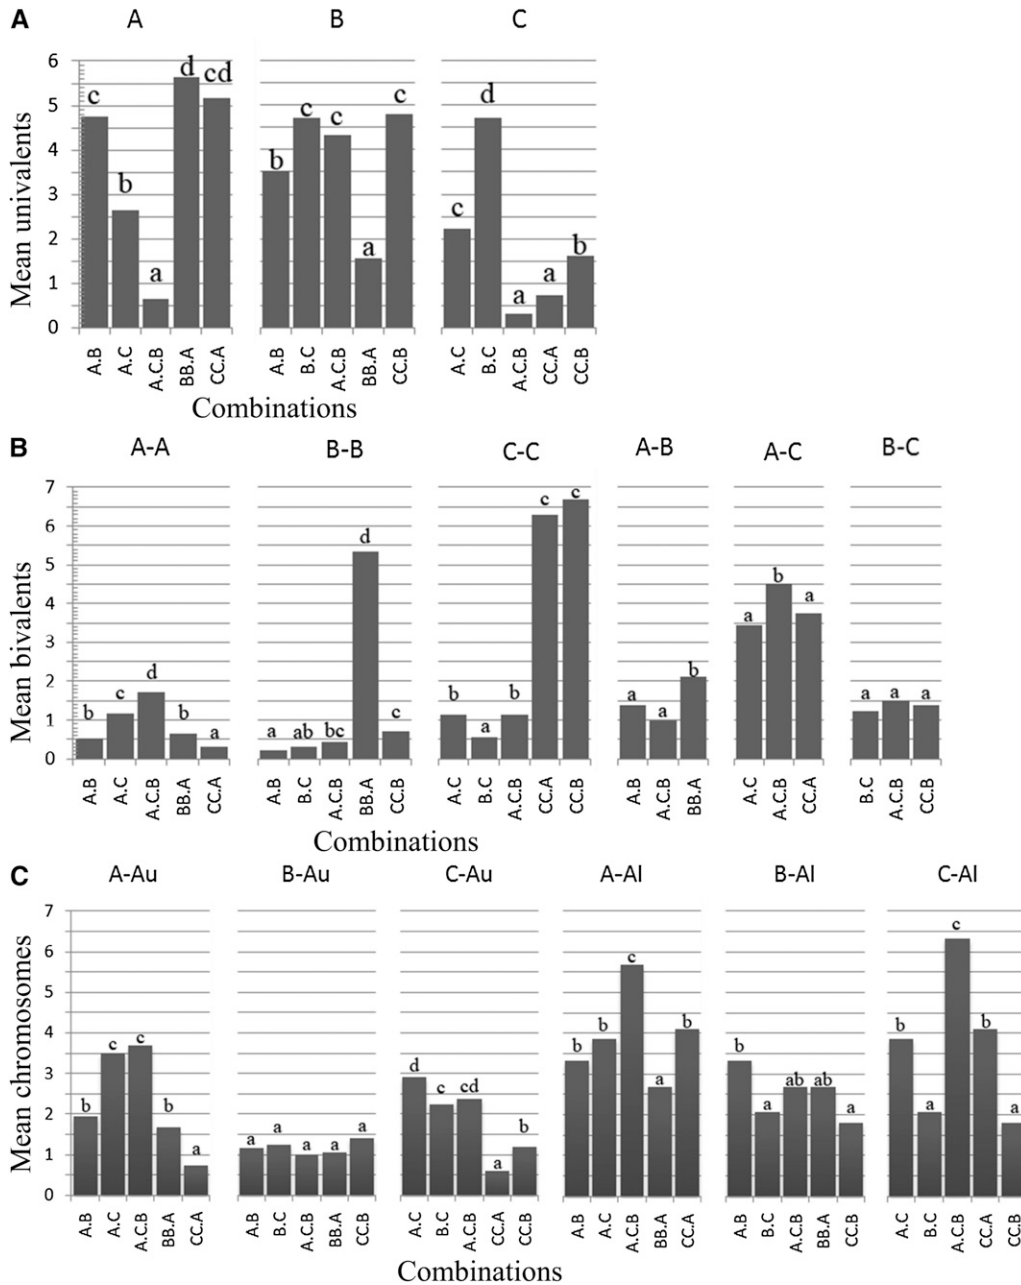 A
A B C
Mean univalents
6
5
4
3
2
1
0
c b a d cd
b c c a c
c d a a b
A.B A.C A.C.B BB.A CC.A
A.B B.C A.C.B BB.A CC.B
A.C B.C A.C.B CC.A CC.B
Combinations
B
A-A B-B C-C A-B A-C B-C
Mean bivalents
7
6
5
4
3
2
1
0
b c d b a
a ab bc d c
b a b c c
a a b
a b a
a a a
A.B A.C A.C.B BB.A CC.A
A.B B.C A.C.B BB.A CC.B
A.C B.C A.C.B CC.A CC.B
A.B A.C.B BB.A
A.C A.C.B CC.A
B.C A.C.B CC.B
Combinations
C
A-Au B-Au C-Au A-Al B-Al C-Al
Mean chromosomes
7
6
5
4
3
2
1
0
b c c b a
a a a a a
d c cd a b
b b c a b
b a ab ab a
b a c b a
A.B A.C A.C.B BB.A CC.A
A.B B.C A.C.B BB.A CC.B
A.C B.C A.C.B CC.A CC.B
A.B A.C A.C.B BB.A CC.A
A.B B.C A.C.B BB.A CC.B
A.C B.C A.C.B CC.A CC.B
Combinations